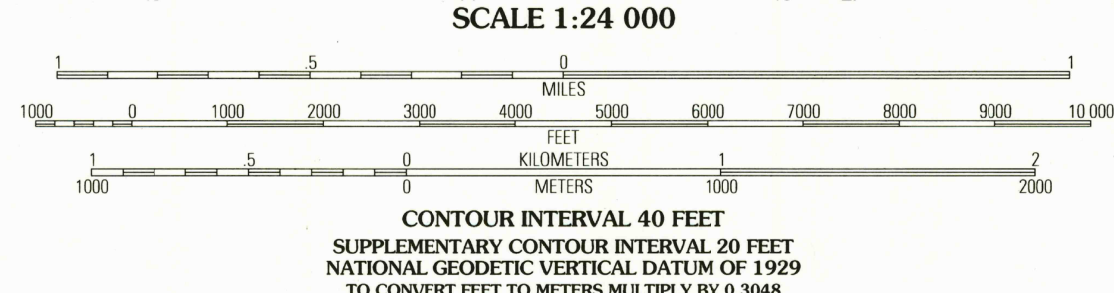 SCALE 1:24 000
1 .5 0 1
MILES
1000 0 1000 2000 3000 4000 5000 6000 7000 8000 9000 10 000
FEET
1 .5 0 KILOMETERS 1 2
1000 0 METERS 1000 2000
CONTOUR INTERVAL 40 FEET
SUPPLEMENTARY CONTOUR INTERVAL 20 FEET
NATIONAL GEODETIC VERTICAL DATUM OF 1929
TO CONVERT FEET TO METERS MULTIPLY BY 0.3048